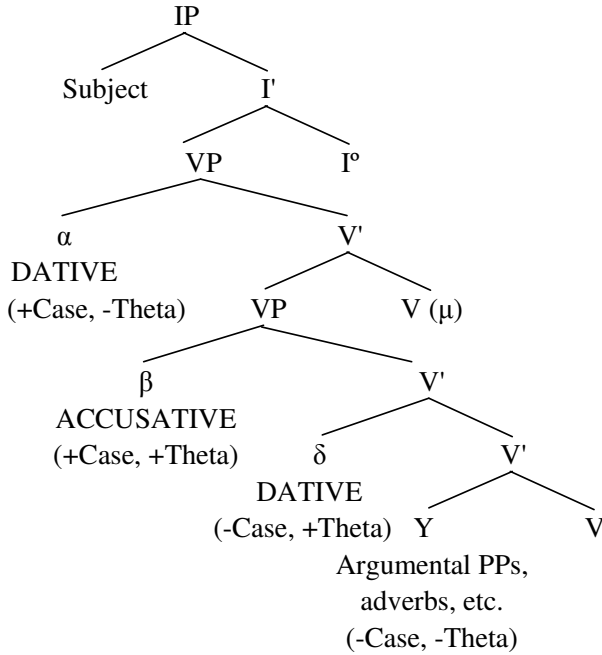 IP
Subject I'
VP Iº
α V'
DATIVE
(+Case, -Theta) VP V (μ)
β V'
ACCUSATIVE
(+Case, +Theta) δ V'
DATIVE
(-Case, +Theta) Y V
Argumental PPs,
adverbs, etc.
(-Case, -Theta)